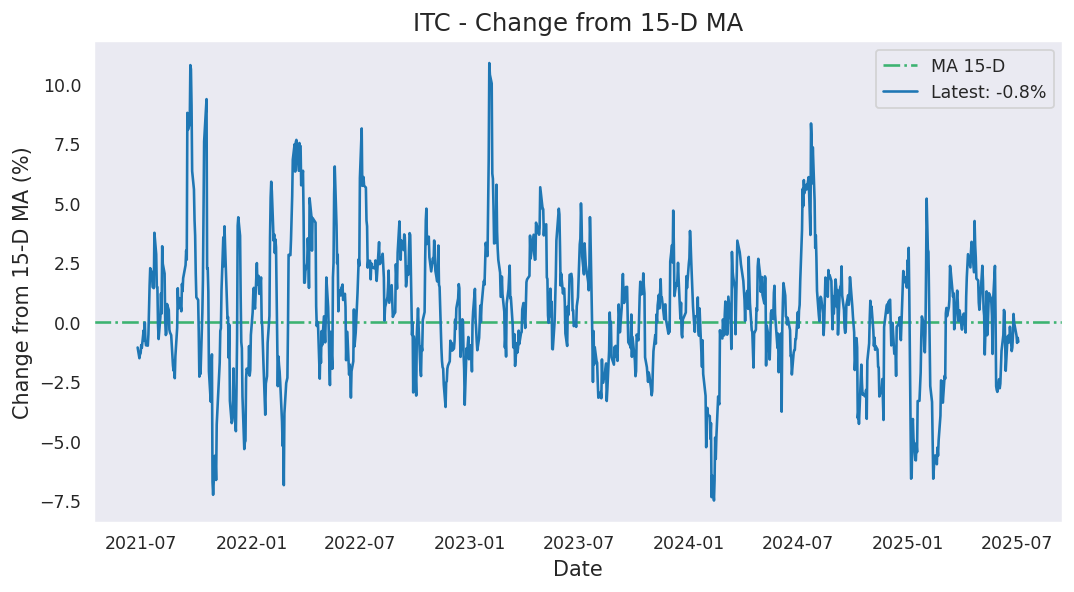 ITC - Change from 15-D MA
MA 15-D
Latest: -0.8%
Change from 15-D MA (%)
10.0
7.5
5.0
2.5
0.0
−2.5
−5.0
−7.5
2021-07 2022-01 2022-07 2023-01 2023-07 2024-01 2024-07 2025-01 2025-07
Date